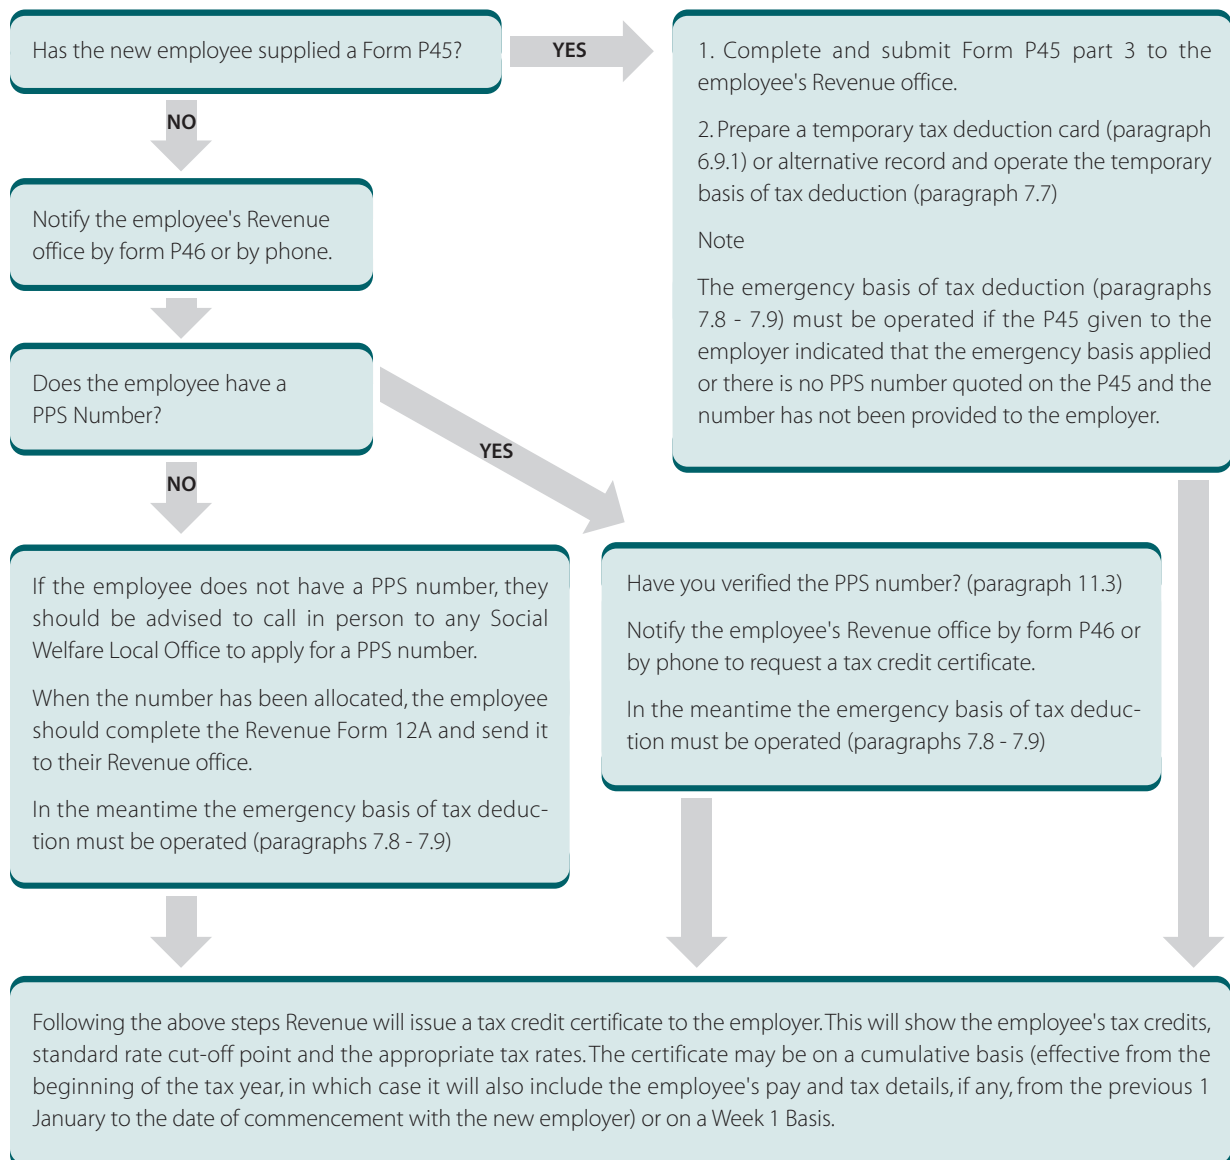 Has the new employee supplied a Form P45?
YES
1. Complete and submit Form P45 part 3 to the
employee's Revenue office.
2. Prepare a temporary tax deduction card (paragraph
6.9.1) or alternative record and operate the temporary
basis of tax deduction (paragraph 7.7)
Note
The emergency basis of tax deduction (paragraphs
7.8 - 7.9) must be operated if the P45 given to the
employer indicated that the emergency basis applied
or there is no PPS number quoted on the P45 and the
number has not been provided to the employer.
NO
Notify the employee's Revenue
office by form P46 or by phone.
Does the employee have a
PPS Number?
YES
NO
If the employee does not have a PPS number, they
should be advised to call in person to any Social
Welfare Local Office to apply for a PPS number.
When the number has been allocated, the employee
should complete the Revenue Form 12A and send it
to their Revenue office.
In the meantime the emergency basis of tax deduc-
tion must be operated (paragraphs 7.8 - 7.9)
Have you verified the PPS number? (paragraph 11.3)
Notify the employee's Revenue office by form P46 or
by phone to request a tax credit certificate.
In the meantime the emergency basis of tax deduc-
tion must be operated (paragraphs 7.8 - 7.9)
Following the above steps Revenue will issue a tax credit certificate to the employer. This will show the employee's tax credits,
standard rate cut-off point and the appropriate tax rates. The certificate may be on a cumulative basis (effective from the
beginning of the tax year, in which case it will also include the employee's pay and tax details, if any, from the previous 1
January to the date of commencement with the new employer) or on a Week 1 Basis.